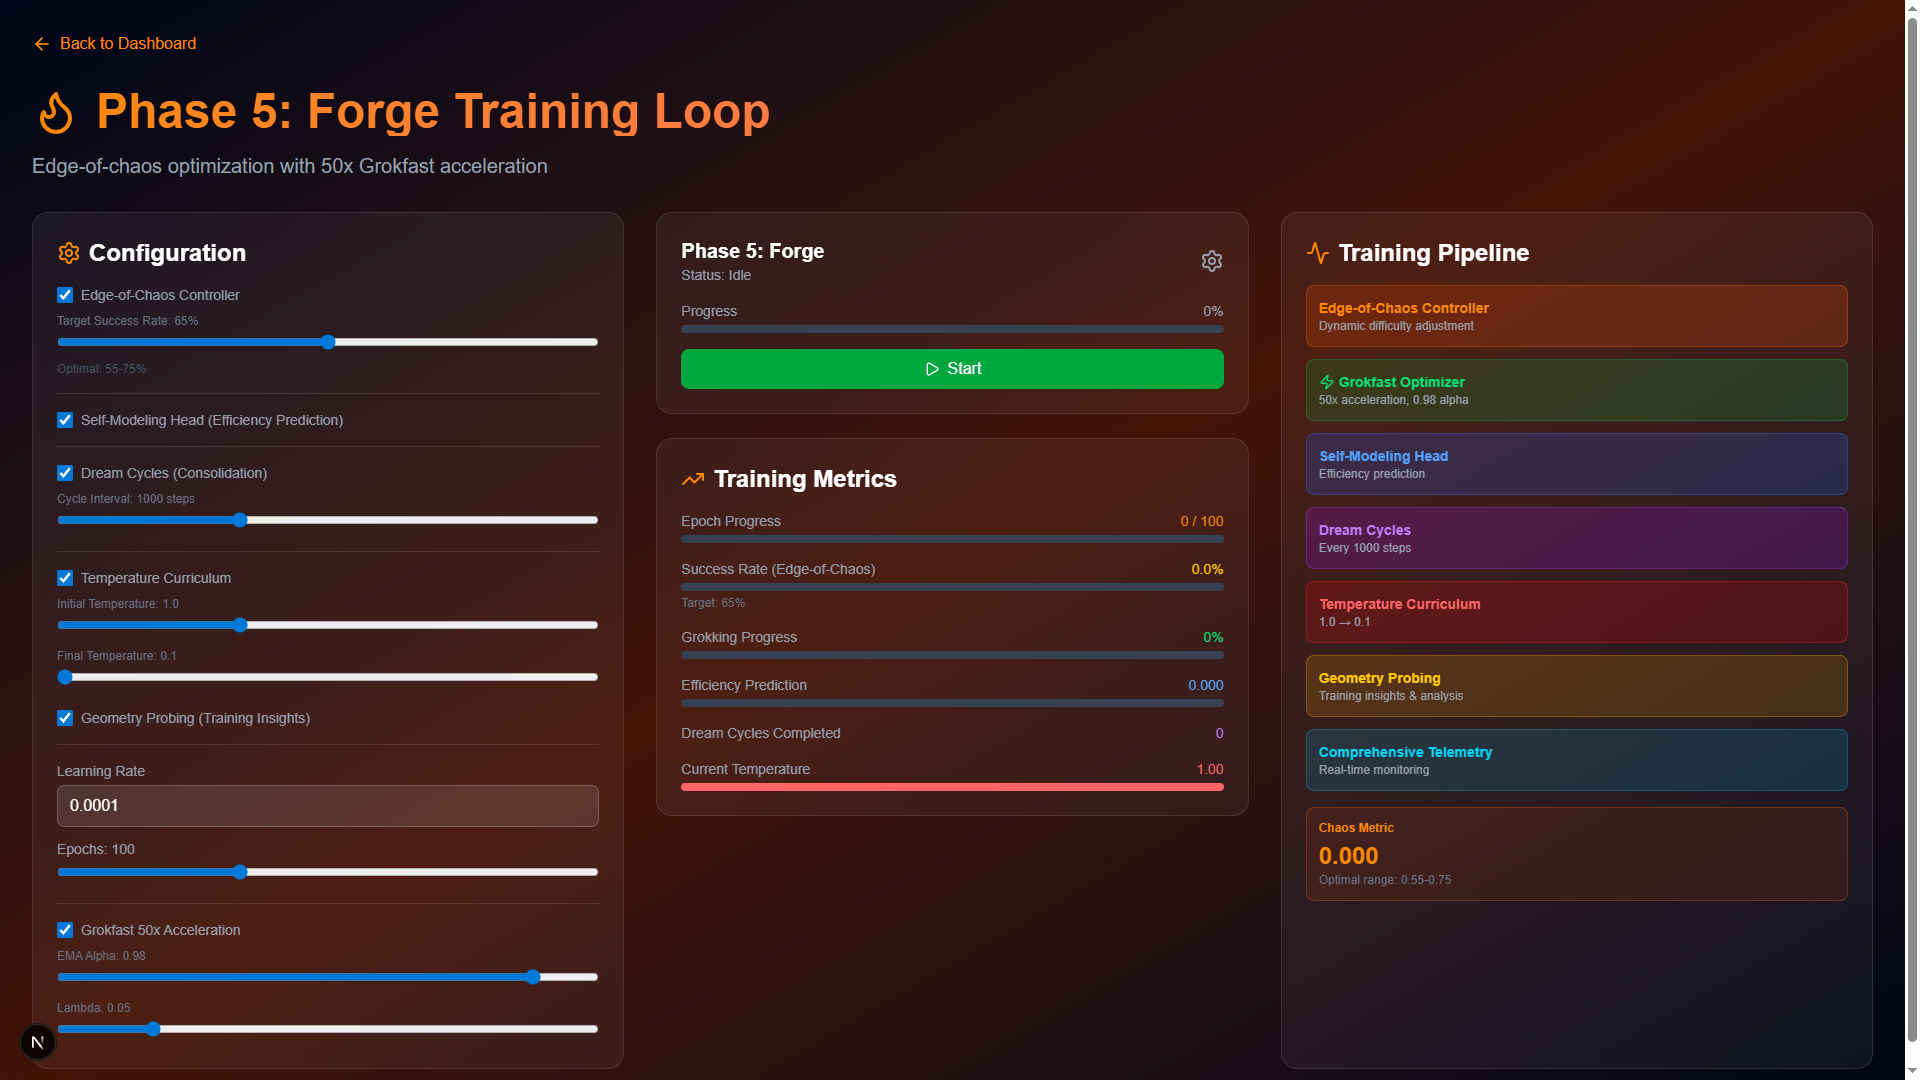 Back to Dashboard
Phase 5: Forge Training Loop
Edge-of-chaos optimization with 50x Grokfast acceleration
Configuration
Edge-of-Chaos Controller
Target Success Rate: 65%
Optimal: 55-75%
Self-Modeling Head (Efficiency Prediction)
Dream Cycles (Consolidation)
Cycle Interval: 1000 steps
Temperature Curriculum
Initial Temperature: 1.0
Final Temperature: 0.1
Geometry Probing (Training Insights)
Learning Rate
0.0001
Epochs: 100
Grokfast 50x Acceleration
EMA Alpha: 0.98
Lambda: 0.05
N
Phase 5: Forge
Status: Idle
Progress 0%
Start
Training Metrics
Epoch Progress 0 / 100
Success Rate (Edge-of-Chaos) 0.0%
Target: 65%
Grokking Progress 0%
Efficiency Prediction 0.000
Dream Cycles Completed 0
Current Temperature 1.00
Training Pipeline
Edge-of-Chaos Controller
Dynamic difficulty adjustment
Grokfast Optimizer
50x acceleration, 0.98 alpha
Self-Modeling Head
Efficiency prediction
Dream Cycles
Every 1000 steps
Temperature Curriculum
1.0 → 0.1
Geometry Probing
Training insights & analysis
Comprehensive Telemetry
Real-time monitoring
Chaos Metric
0.000
Optimal range: 0.55-0.75